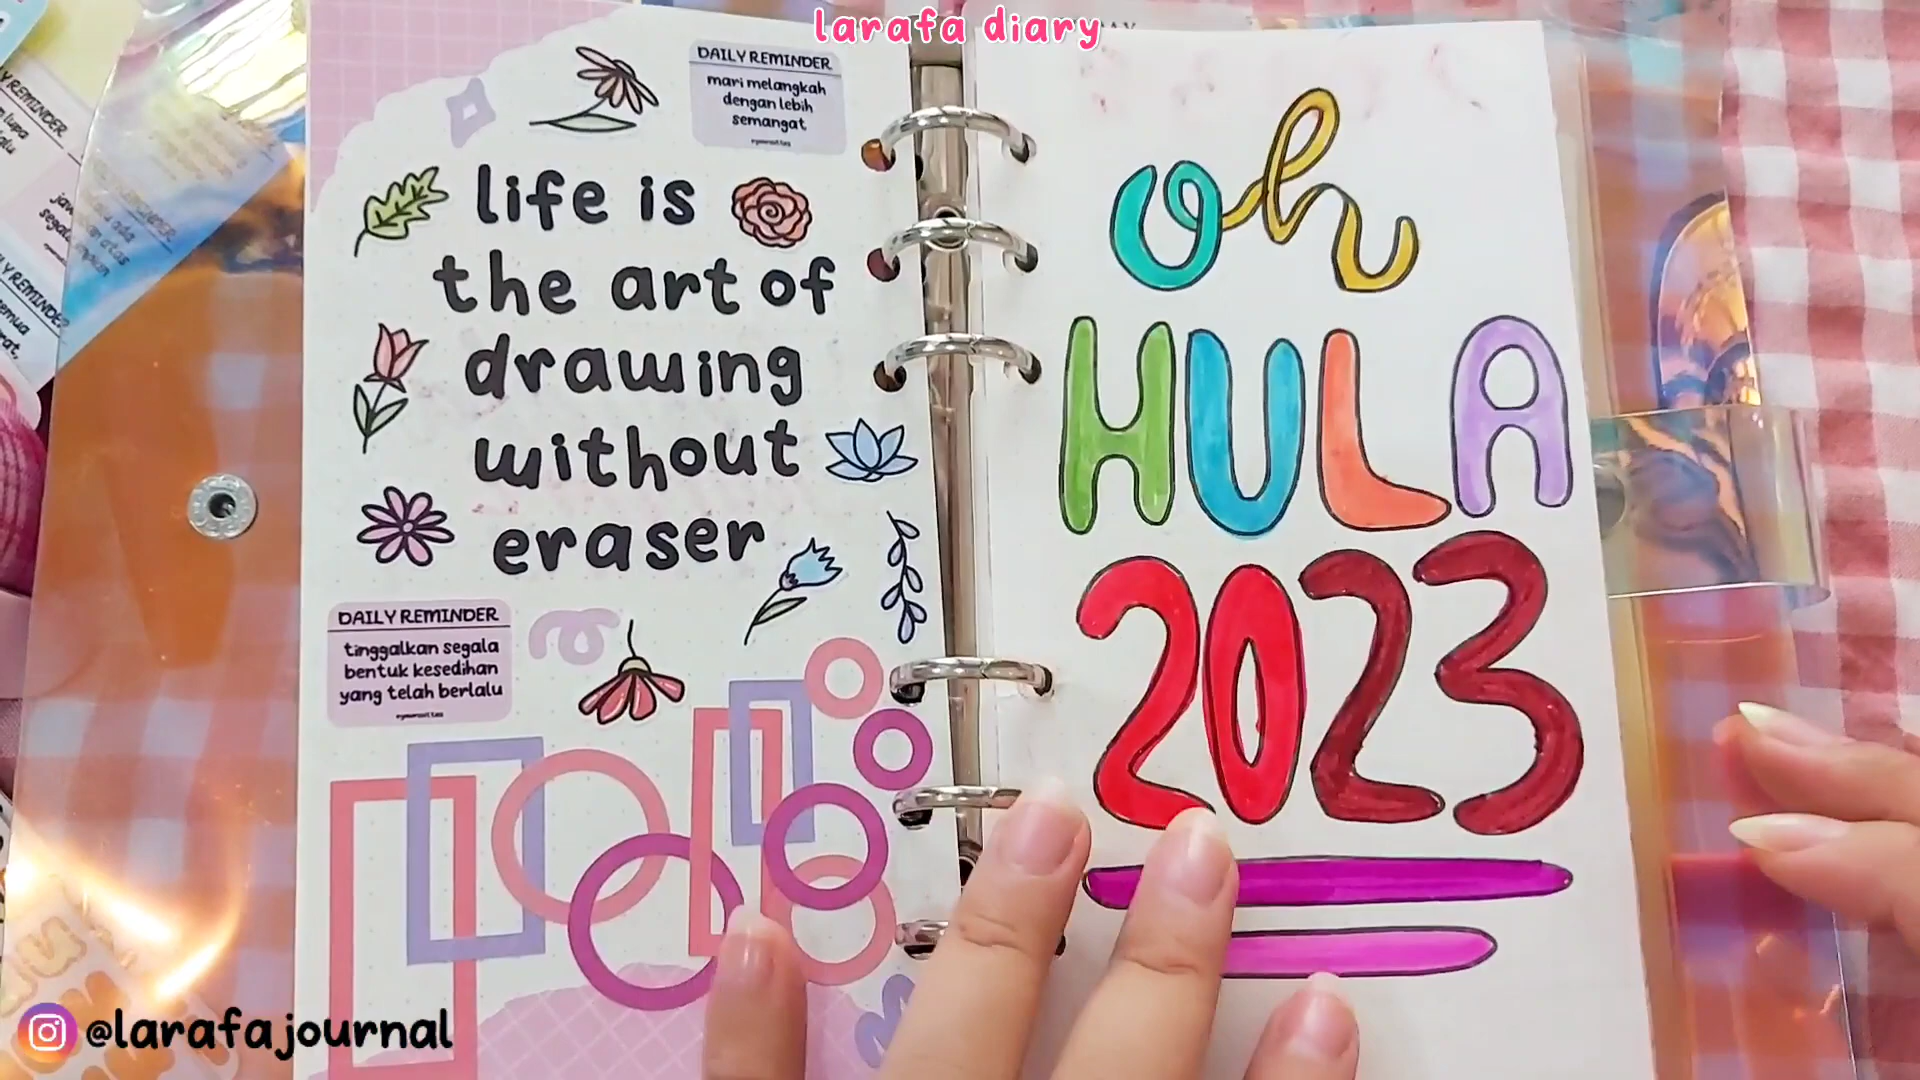 larafa diary
DAILY REMINDER
mari melangkah
dengan lebih
semangat
life is
the art of
drawing
without
eraser
DAILY REMINDER
tinggalkan segala
bentuk kesedihan
yang telah berlalu
oh
HULA
2023
@larafajournal